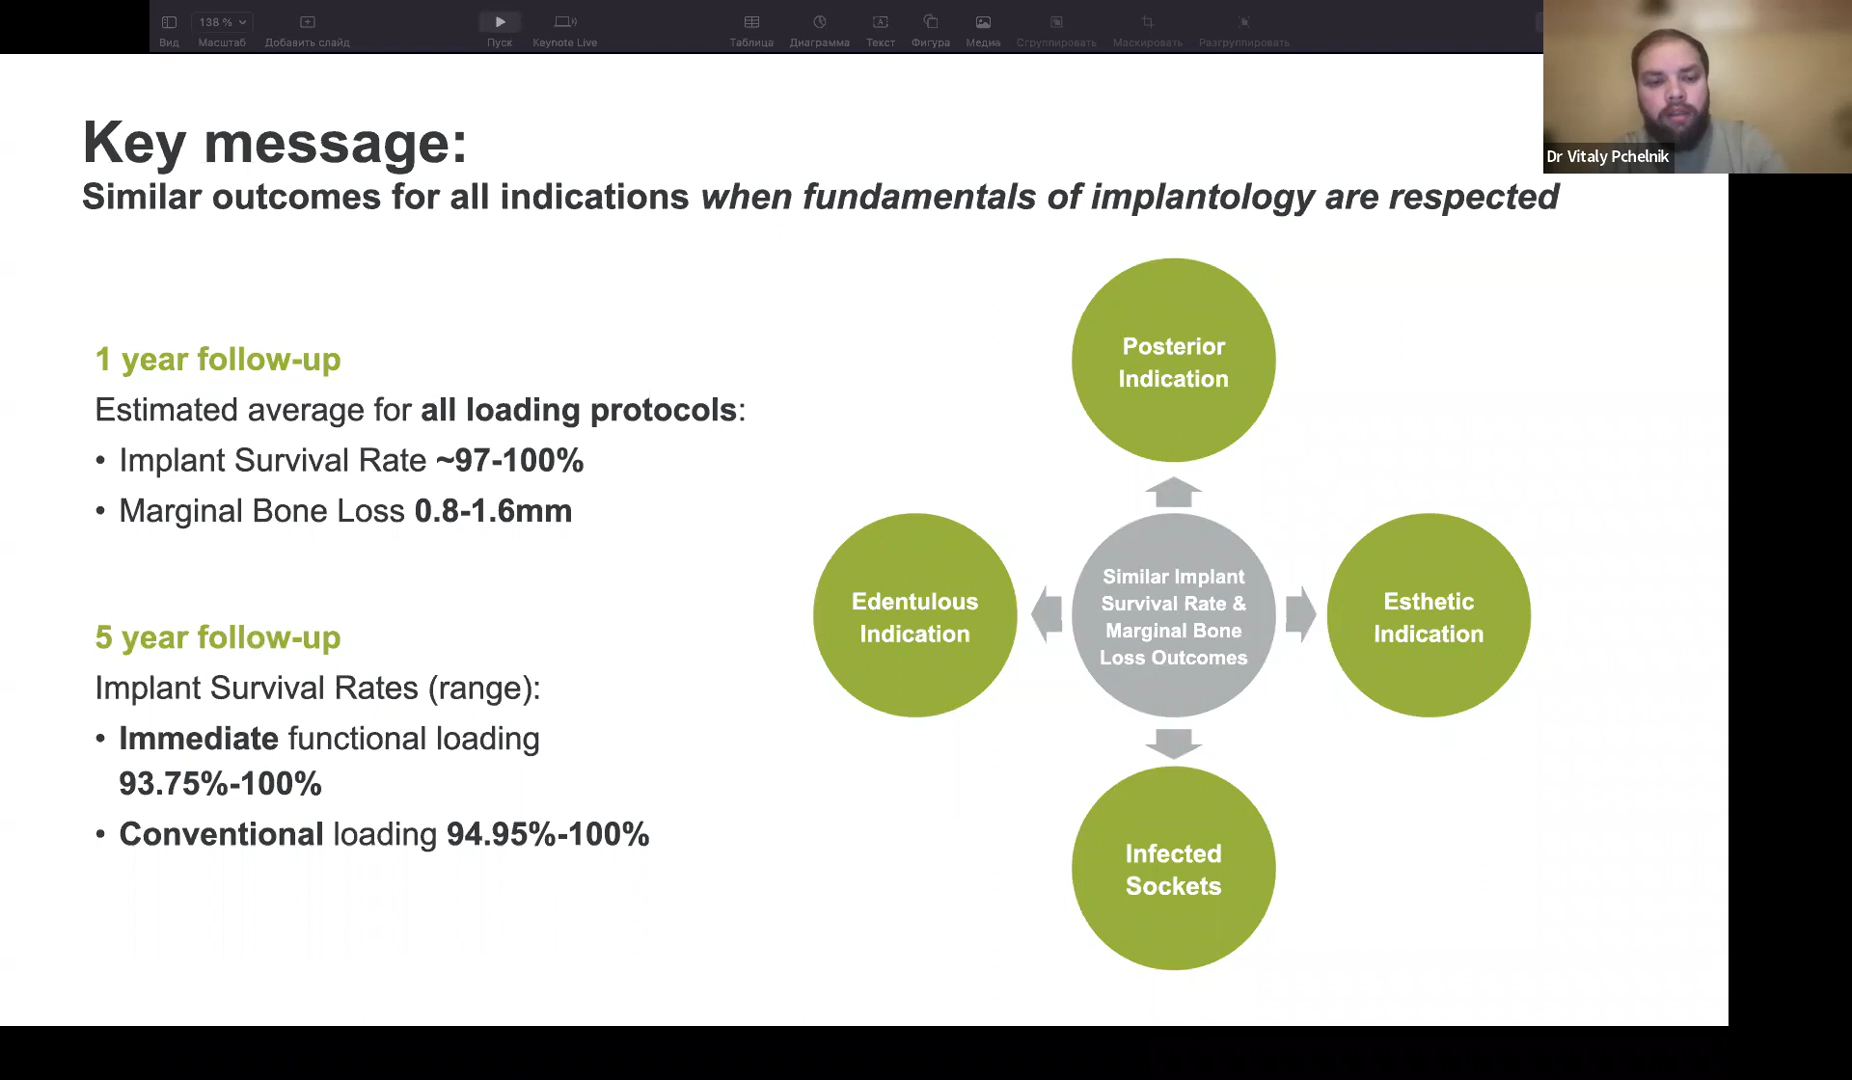 138 %
Вид
Масштаб
Добавить слайд
Пуск
Keynote Live
Таблица
Диаграмма
Текст
Фигура
Медиа
Сгруппировать
Маскировать
Разгруппировать
Dr Vitaly Pchelnik
Key message:
Similar outcomes for all indications when fundamentals of implantology are respected
1 year follow-up
Estimated average for all loading protocols:
• Implant Survival Rate ~97-100%
• Marginal Bone Loss 0.8-1.6mm
5 year follow-up
Implant Survival Rates (range):
• Immediate functional loading
93.75%-100%
• Conventional loading 94.95%-100%
Posterior
Indication
Edentulous
Indication
Similar Implant
Survival Rate &
Marginal Bone
Loss Outcomes
Esthetic
Indication
Infected
Sockets